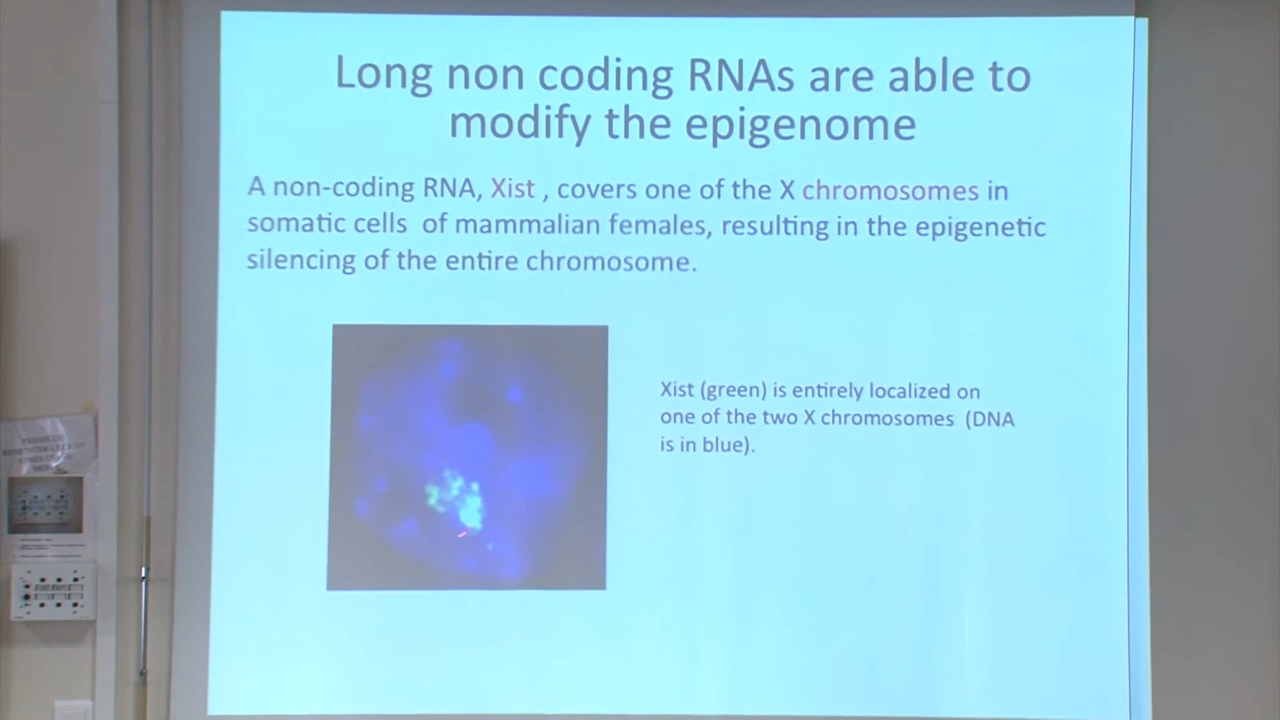 Long non coding RNAs are able to
modify the epigenome
A non-coding RNA, Xist , covers one of the X chromosomes in
somatic cells  of mammalian females, resulting in the epigenetic
silencing of the entire chromosome.
Xist (green) is entirely localized on
one of the two X chromosomes  (DNA
is in blue).